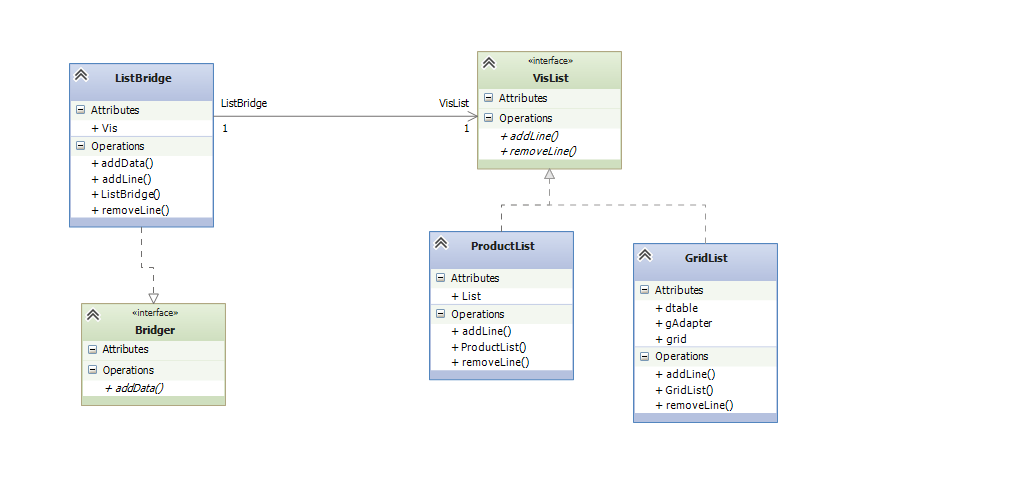 ListBridge
Attributes
+ Vis
Operations
+ addData()
+ addLine()
+ ListBridge()
+ removeLine()
ListBridge
1
VisList
1
«interface»
VisList
Attributes
Operations
+ addLine()
+ removeLine()
«interface»
Bridger
Attributes
Operations
+ addData()
ProductList
Attributes
+ List
Operations
+ addLine()
+ ProductList()
+ removeLine()
GridList
Attributes
+ dtable
+ gAdapter
+ grid
Operations
+ addLine()
+ GridList()
+ removeLine()